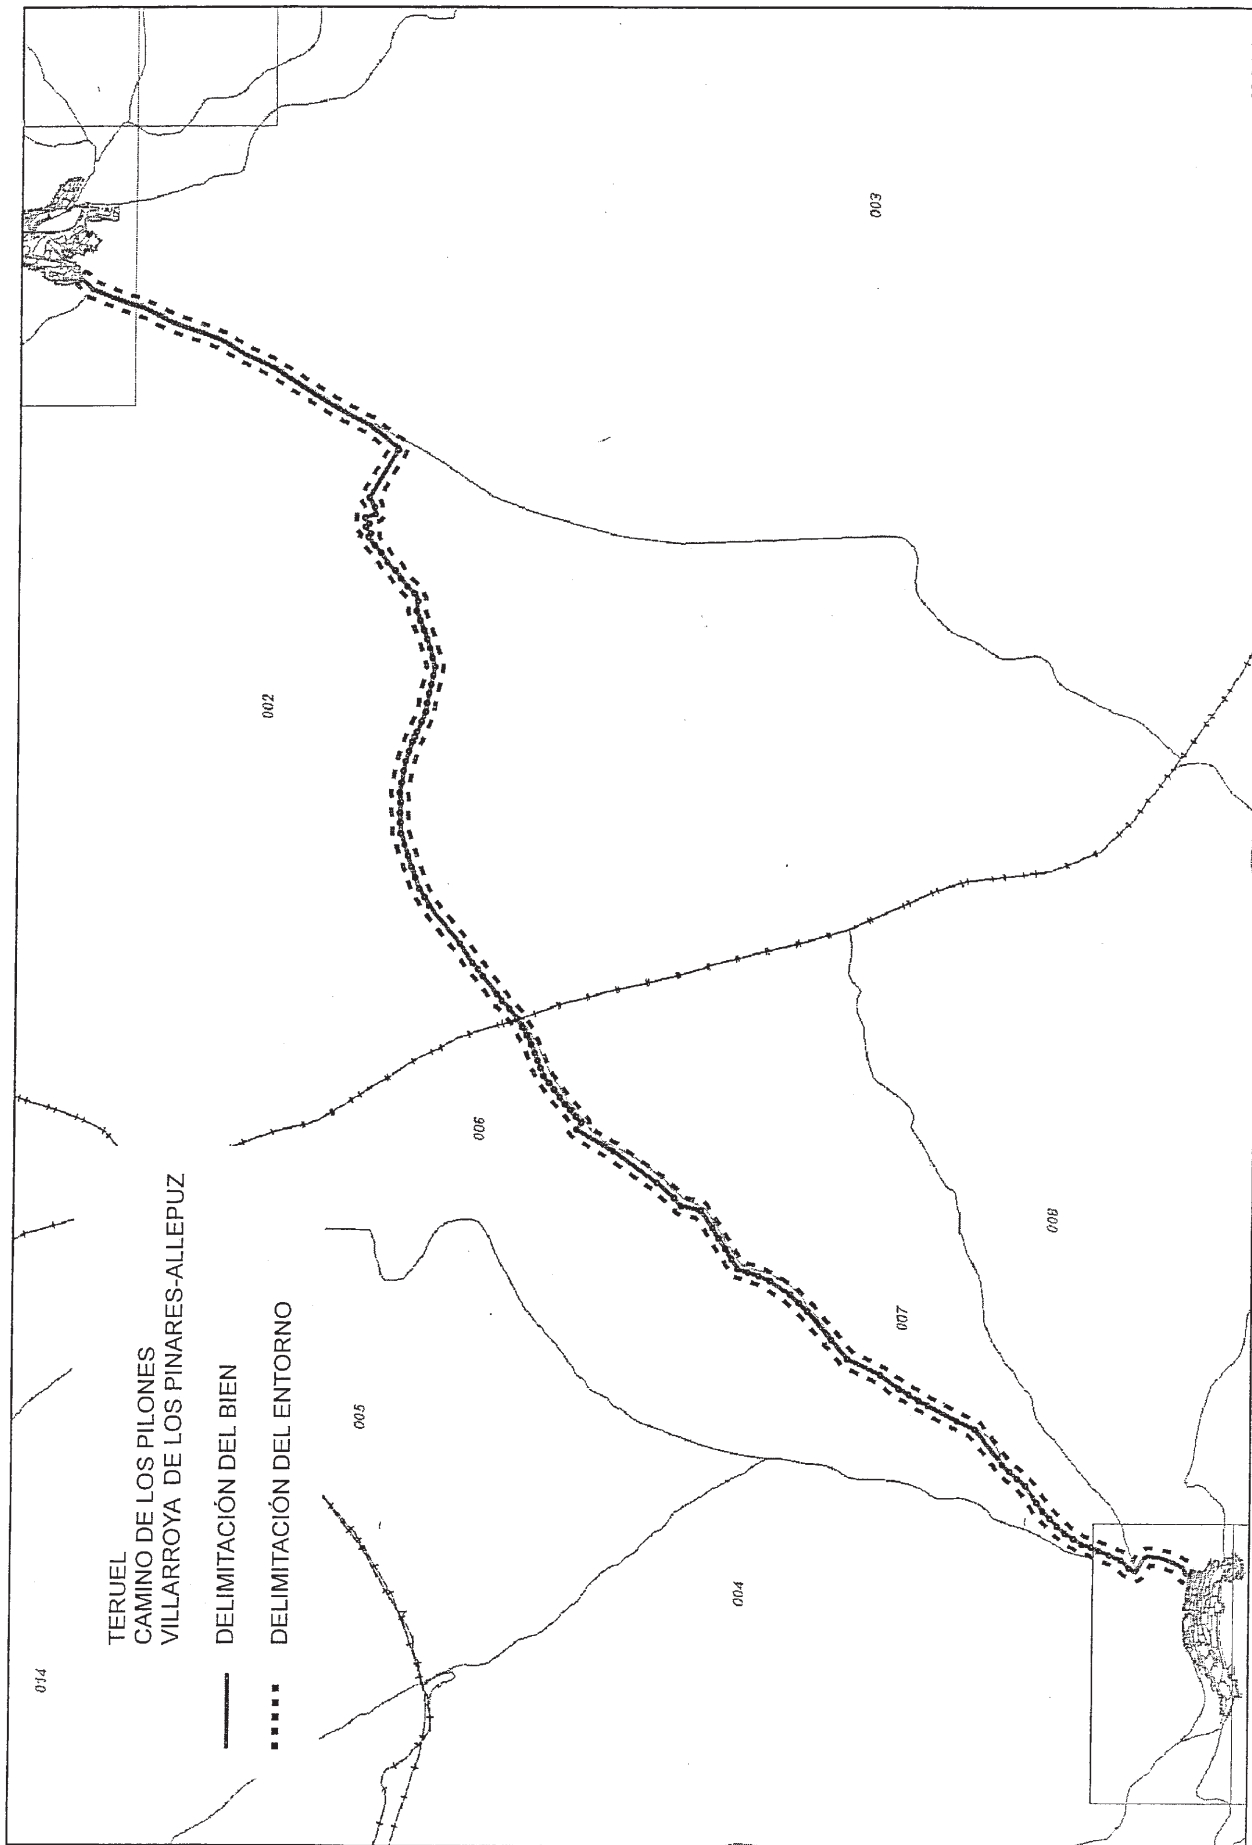 TERUEL
CAMINO DE LOS PILONES
VILLARROYA DE LOS PINARES-ALLEPUZ
DELIMITACIÓN DEL BIEN
DELIMITACIÓN DEL ENTORNO
014
005
004
006
007
008
002
003